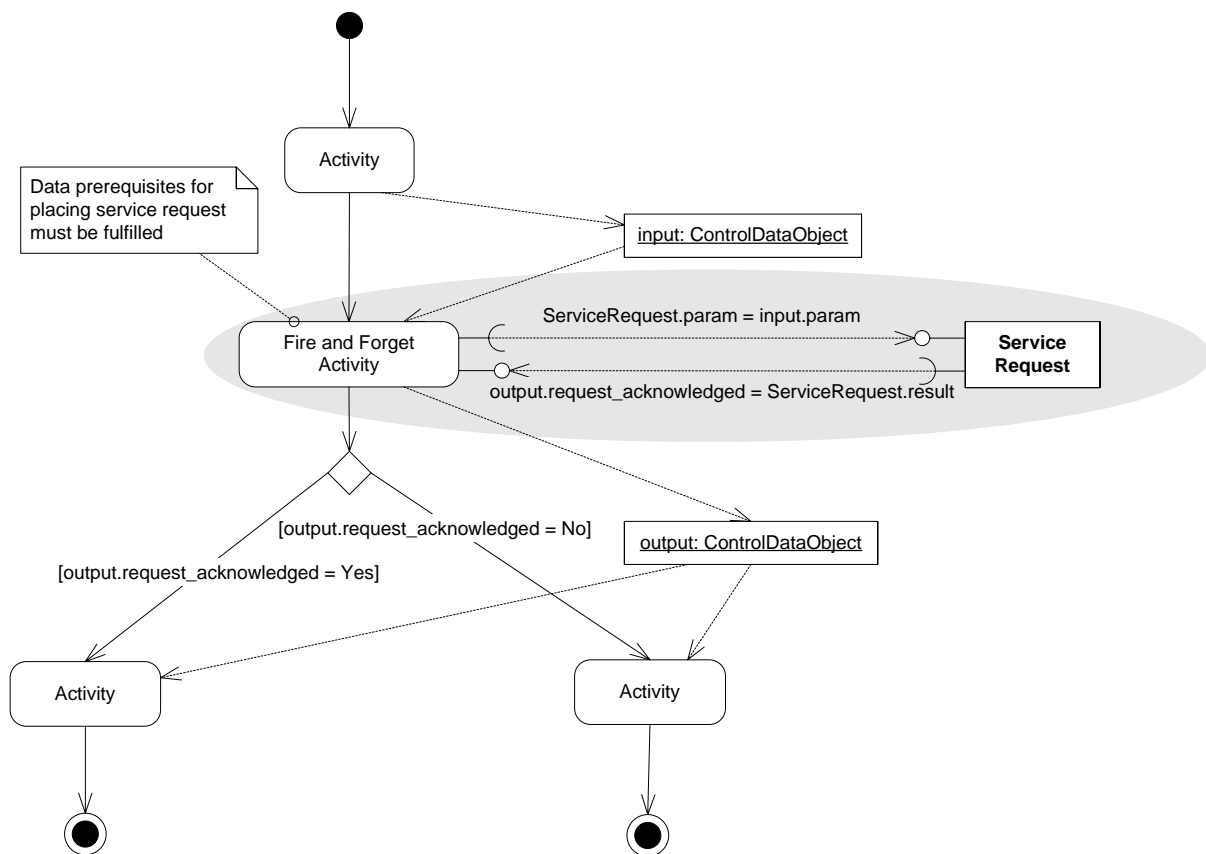 Activity
Data prerequisites for
placing service request
must be fulfilled
input: ControlDataObject
ServiceRequest.param = input.param
Fire and Forget
Activity
Service
Request
output.request_acknowledged = ServiceRequest.result
[output.request_acknowledged = No]
output: ControlDataObject
[output.request_acknowledged = Yes]
Activity
Activity